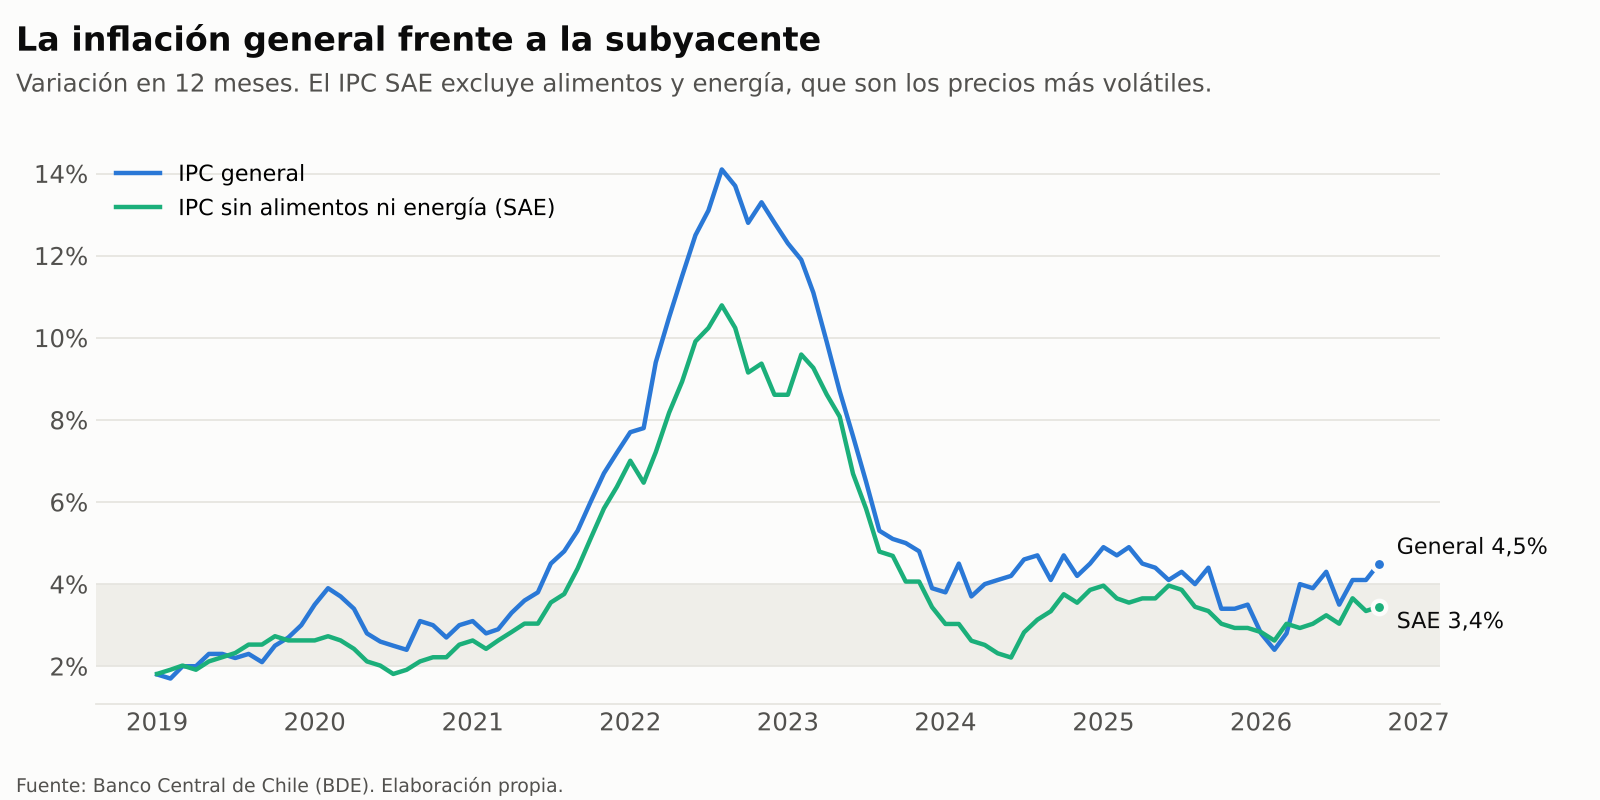 La inflación general frente a la subyacente
Variación en 12 meses. El IPC SAE excluye alimentos y energía, que son los precios más volátiles.
14%
IPC general
IPC sin alimentos ni energía (SAE)
12%
10%
8%
6%
4%
2%
General 4,5%
SAE 3,4%
2019 2020 2021 2022 2023 2024 2025 2026 2027
Fuente: Banco Central de Chile (BDE). Elaboración propia.